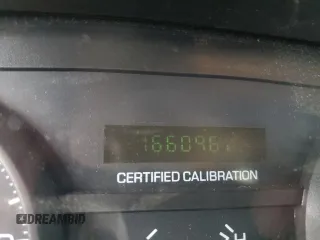 166096.
CERTIFIED CALIBRATION
H
DREAMBID